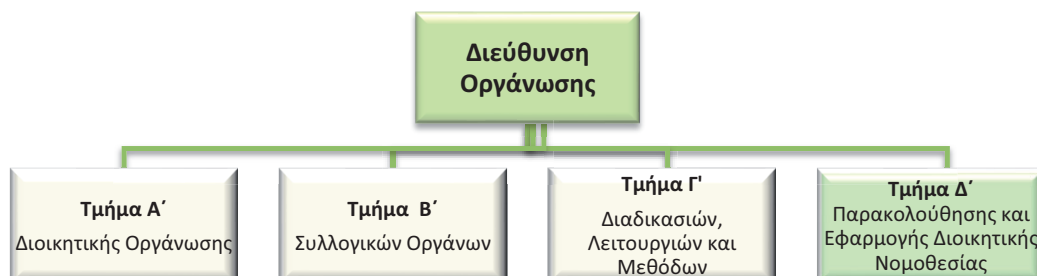 Διεύθυνση
Οργάνωσης
Τμήμα Α΄
Διοικητικής Οργάνωσης
Τμήμα Β΄
Συλλογικών Οργάνων
Τμήμα Γ'
Διαδικασιών,
Λειτουργιών και
Μεθόδων
Τμήμα Δ΄
Παρακολούθησης και
Εφαρμογής Διοικητικής
Νομοθεσίας